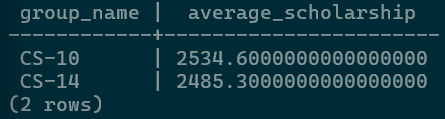 group_name | average_scholarship
------------+-----------------------
CS-10 | 2534.6000000000000000
CS-14 | 2485.3000000000000000
(2 rows)